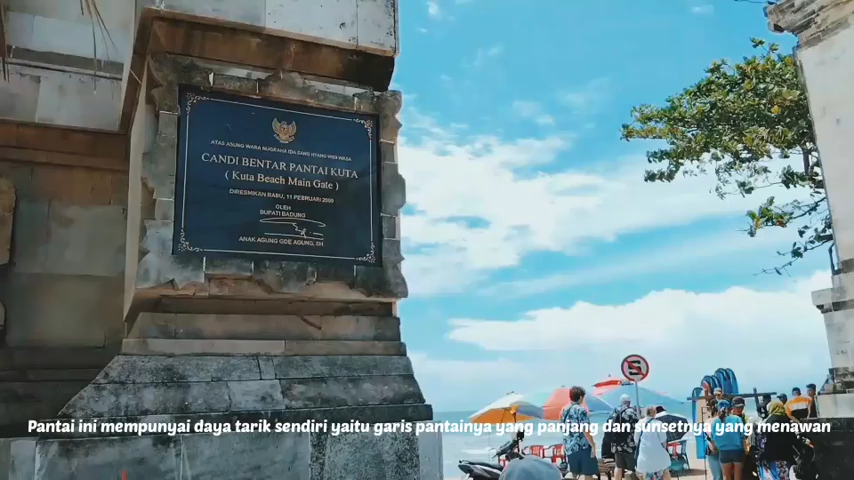 ATAS ASUNG WARA NUGRAHA IDA SANG HYANG WIDI WASA
CANDI BENTAR PANTAI KUTA
( Kuta Beach Main Gate )
DIRESMIKAN RABU, 11 PEBRUARI 2009
OLEH
BUPATI BADUNG
ANAK AGUNG GDE AGUNG, SH
S
Pantai ini mempunyai daya tarik sendiri yaitu garis pantainya yang panjang dan sunsetnya yang menawan